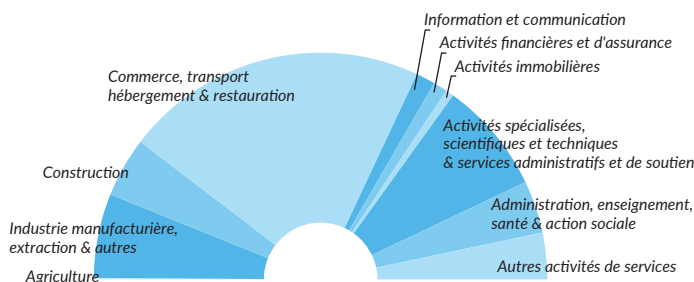 Information et communication
Activités financières et d'assurance
Activités immobilières
Commerce, transport
hébergement & restauration
Activités spécialisées,
scientifiques et techniques
& services administratifs et de soutien
Construction
Administration, enseignement,
santé & action sociale
Industrie manufacturière,
extraction & autres
Autres activités de services
Agriculture